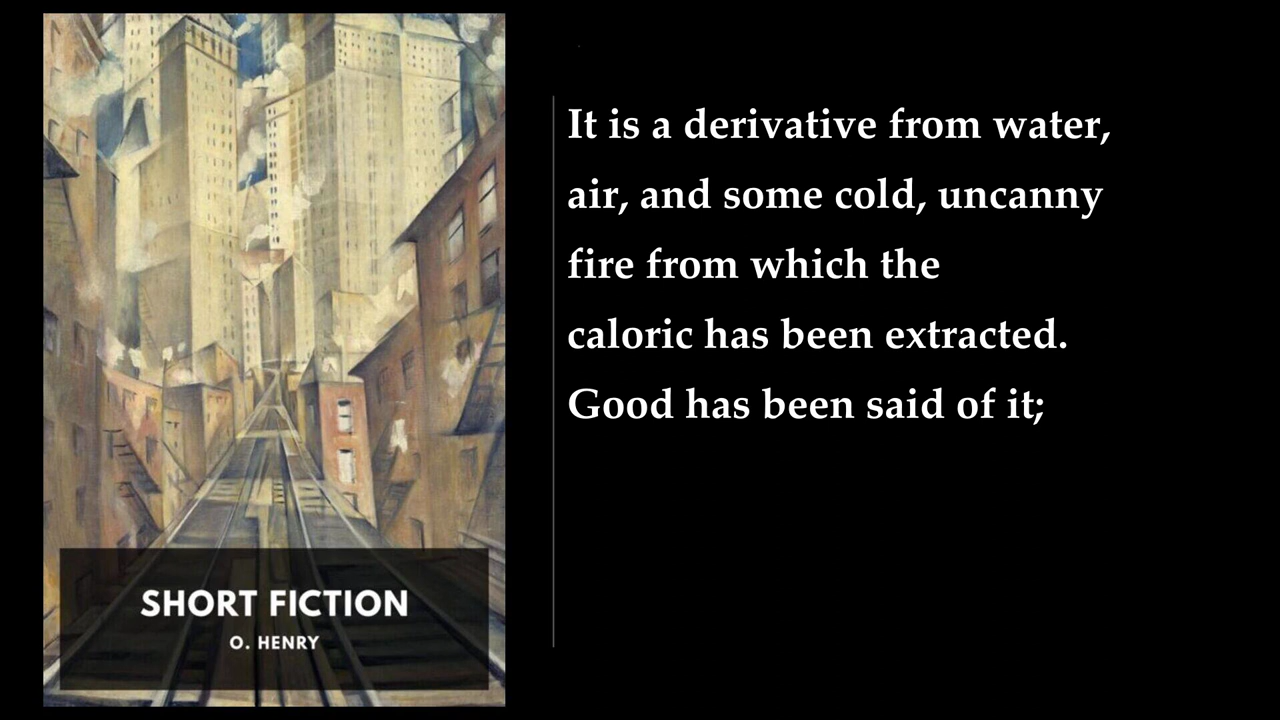 SHORT FICTION
O. HENRY
It is a derivative from water,
air, and some cold, uncanny
fire from which the
caloric has been extracted.
Good has been said of it;